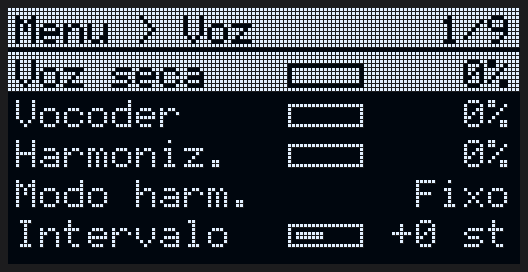 Menu > Voz 1/9
Voz seca 0%
Vocoder 0%
Harmoniz. 0%
Modo harm. Fixo
Intervalo +0 st